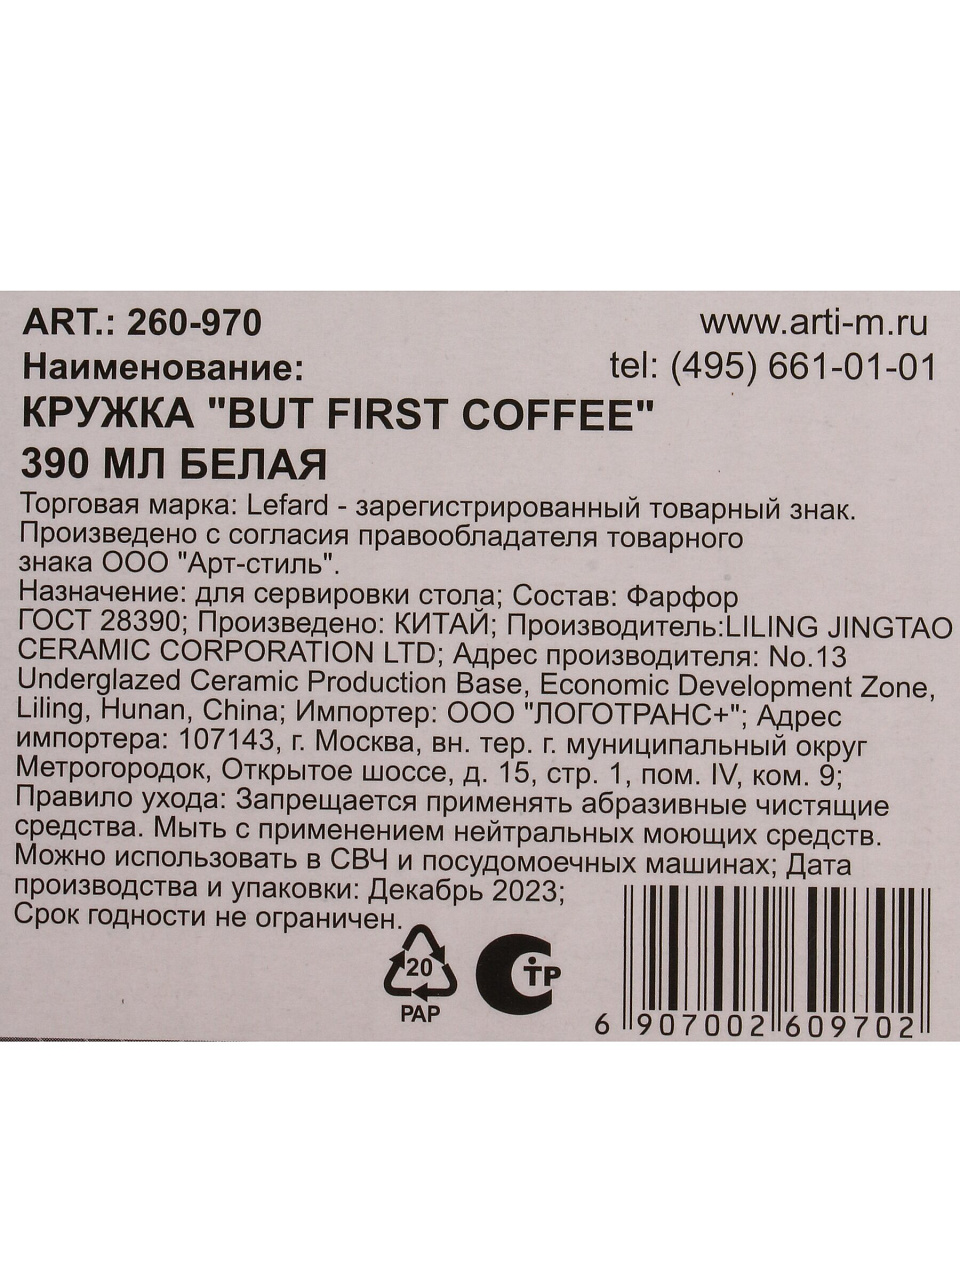 ART.: 260-970
www.arti-m.ru
Наименование:
tel: (495) 661-01-01
КРУЖКА "BUT FIRST COFFEE"
390 МЛ БЕЛАЯ
Торговая марка: Lefard - зарегистрированный товарный знак.
Произведено с согласия правообладателя товарного
знака ООО "Арт-стиль".
Назначение: для сервировки стола; Состав: Фарфор
ГОСТ 28390; Произведено: КИТАЙ; Производитель:LILING JINGTAO
CERAMIC CORPORATION LTD; Адрес производителя: No.13
Underglazed Ceramic Production Base, Economic Development Zone,
Liling, Hunan, China; Импортер: ООО "ЛОГОТРАНС+"; Адрес
импортера: 107143, г. Москва, вн. тер. г. муниципальный округ
Метрогородок, Открытое шоссе, д. 15, стр. 1, пом. IV, ком. 9;
Правило ухода: Запрещается применять абразивные чистящие
средства. Мыть с применением нейтральных моющих средств.
Можно использовать в СВЧ и посудомоечных машинах; Дата
производства и упаковки: Декабрь 2023;
Срок годности не ограничен.
20
PAP
СТР
6 907002 609702